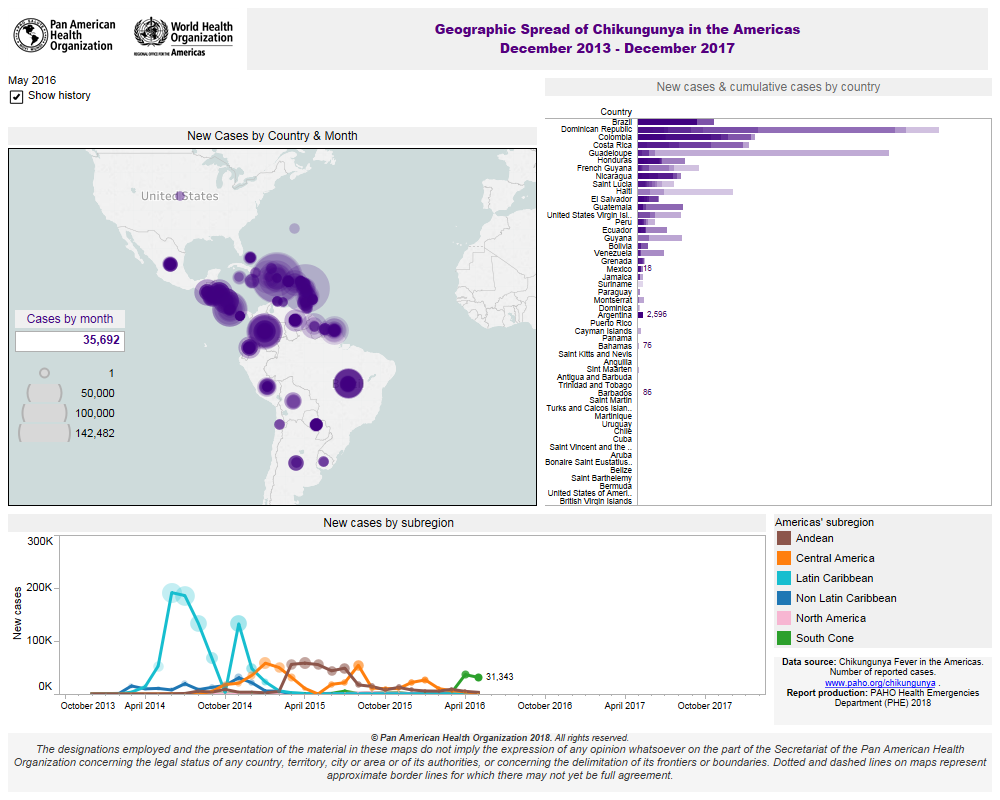 Pan American
Health
Organization
World Health
Organization
REGIONAL OFFICE FOR THE Americas
Geographic Spread of Chikungunya in the Americas
December 2013 - December 2017
May 2016
Show history
New cases & cumulative cases by country
New Cases by Country & Month
United States
Cases by month
35,692
1
50,000
100,000
142,482
Country
Brazil
Dominican Republic
Colombia
Costa Rica
Guadeloupe
Honduras
French Guyana
Nicaragua
Saint Lucia
Haiti
El Salvador
Guatemala
United States Virgin Isl..
Peru
Ecuador
Guyana
Bolivia
Venezuela
Grenada
Mexico 18
Jamaica
Suriname
Paraguay
Montserrat
Dominica
Argentina 2,596
Puerto Rico
Cayman Islands
Panama
Bahamas 76
Saint Kitts and Nevis
Anguilla
Sint Maarten
Antigua and Barbuda
Trinidad and Tobago
Barbados 86
Saint Martin
Turks and Caicos Islan..
Martinique
Uruguay
Chile
Cuba
Saint Vincent and the ..
Aruba
Bonaire Saint Eustatius..
Belize
Saint Barthelemy
Bermuda
United States of Ameri..
British Virgin Islands
New cases by subregion
New cases
300K
200K
100K
0K
31,343
October 2013 April 2014 October 2014 April 2015 October 2015 April 2016 October 2016 April 2017 October 2017
Americas' subregion
Andean
Central America
Latin Caribbean
Non Latin Caribbean
North America
South Cone
Data source: Chikungunya Fever in the Americas.
Number of reported cases.
www.paho.org/chikungunya .
Report production: PAHO Health Emergencies
Department (PHE) 2018
© Pan American Health Organization 2018. All rights reserved.
The designations employed and the presentation of the material in these maps do not imply the expression of any opinion whatsoever on the part of the Secretariat of the Pan American Health
Organization concerning the legal status of any country, territory, city or area or of its authorities, or concerning the delimitation of its frontiers or boundaries. Dotted and dashed lines on maps represent
approximate border lines for which there may not yet be full agreement.